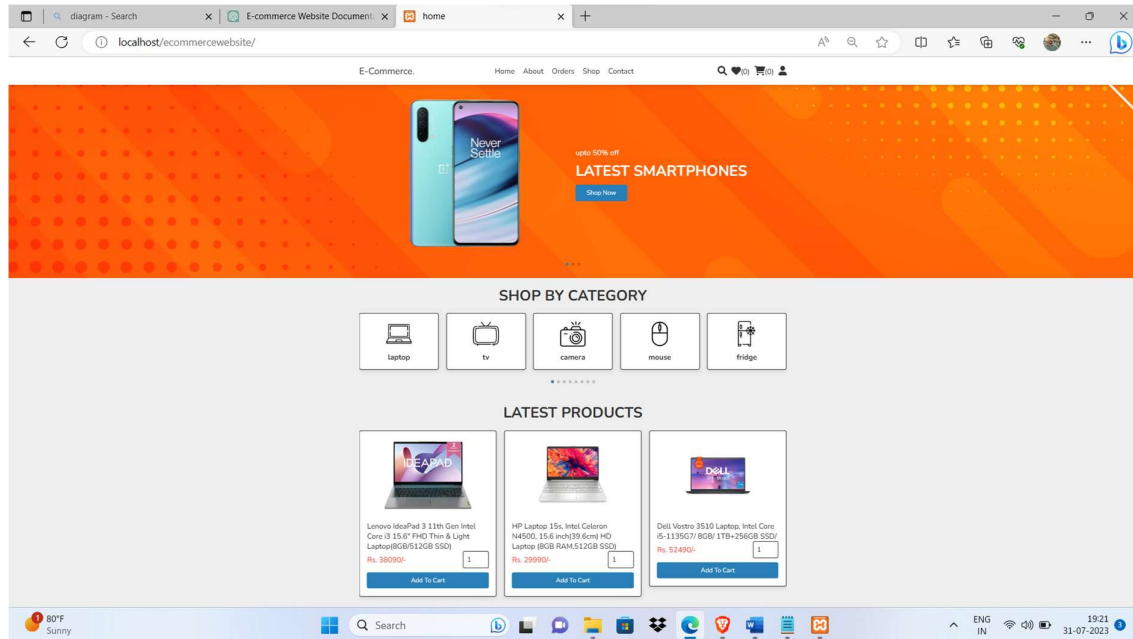 diagram - Search
E-commerce Website Document
home
localhost/ecommercewebsite/
E-Commerce.
Home About Orders Shop Contact
(0) (0)
Never
Settle
upto 50% off
LATEST SMARTPHONES
Shop Now
SHOP BY CATEGORY
laptop
tv
camera
mouse
fridge
LATEST PRODUCTS
IDEAPAD
Lenovo IdeaPad 3 11th Gen Intel
Core i3 15.6" FHD Thin & Light
Laptop(8GB/512GB SSD)
Rs. 38090/-
1
Add To Cart
HP Laptop 15s, Intel Celeron
N4500, 15.6 inch(39.6cm) HD
Laptop (8GB RAM,512GB SSD)
Rs. 29990/-
1
Add To Cart
DELL
Dell Vostro 3510 Laptop, Intel Core
i5-1135G7/ 8GB/ 1TB+256GB SSD/
Rs. 52490/-
1
Add To Cart
1
80°F
Sunny
Search
ENG
IN
19:21
31-07-2023
3